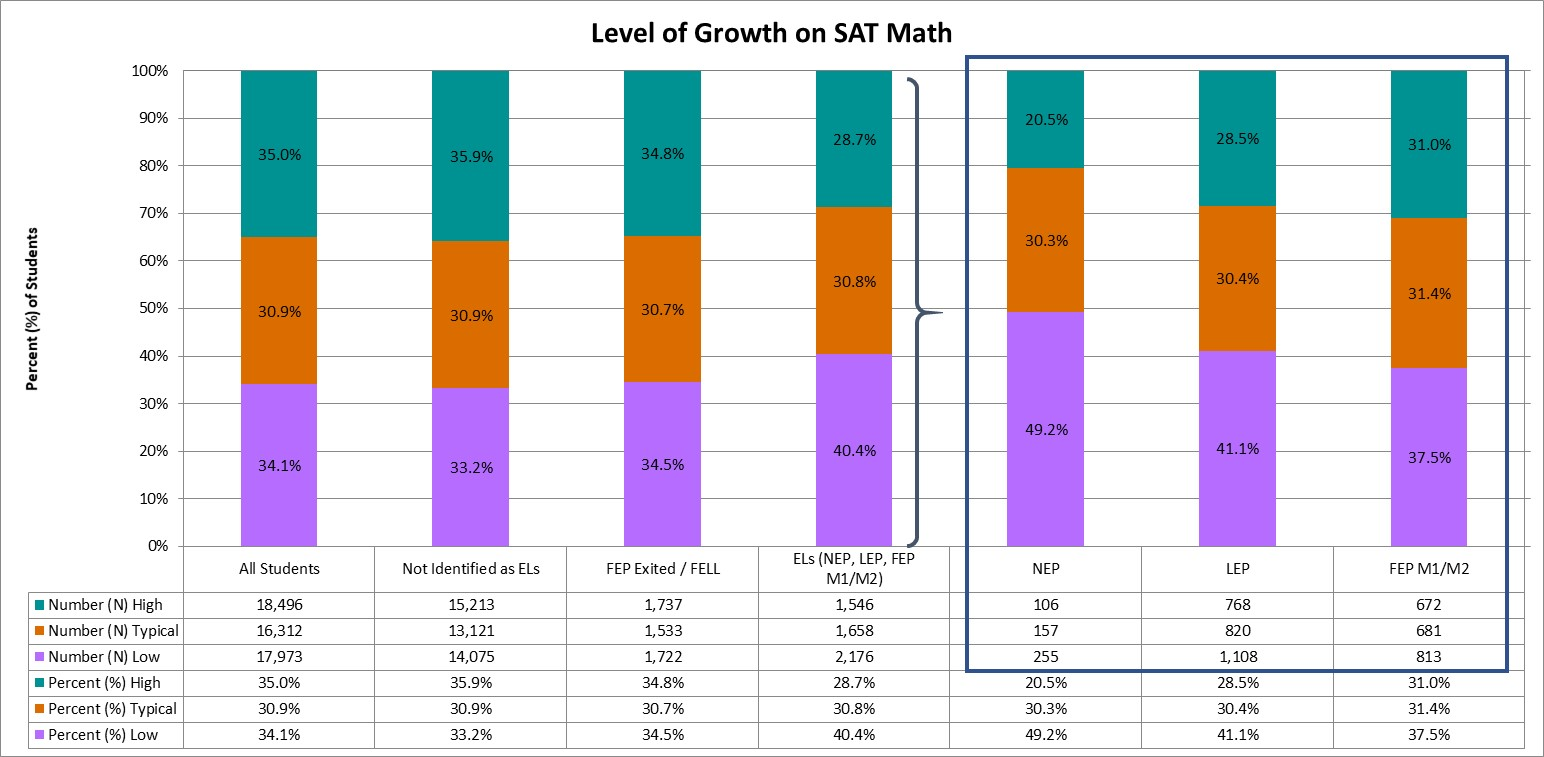 Level of Growth on SAT Math
Percent (%) of Students
100%
90%
80%
70%
60%
50%
40%
30%
20%
10%
0%
35.0% 35.9% 34.8% 28.7% 20.5% 28.5% 31.0%
30.9% 30.9% 30.7% 30.8% 30.3% 30.4% 31.4%
34.1% 33.2% 34.5% 40.4% 49.2% 41.1% 37.5%
All Students Not Identified as ELs FEP Exited / FELL ELs (NEP, LEP, FEP NEP LEP FEP M1/M2
M1/M2)
Number (N) High 18,496 15,213 1,737 1,546 106 768 672
Number (N) Typical 16,312 13,121 1,533 1,658 157 820 681
Number (N) Low 17,973 14,075 1,722 2,176 255 1,108 813
Percent (%) High 35.0% 35.9% 34.8% 28.7% 20.5% 28.5% 31.0%
Percent (%) Typical 30.9% 30.9% 30.7% 30.8% 30.3% 30.4% 31.4%
Percent (%) Low 34.1% 33.2% 34.5% 40.4% 49.2% 41.1% 37.5%